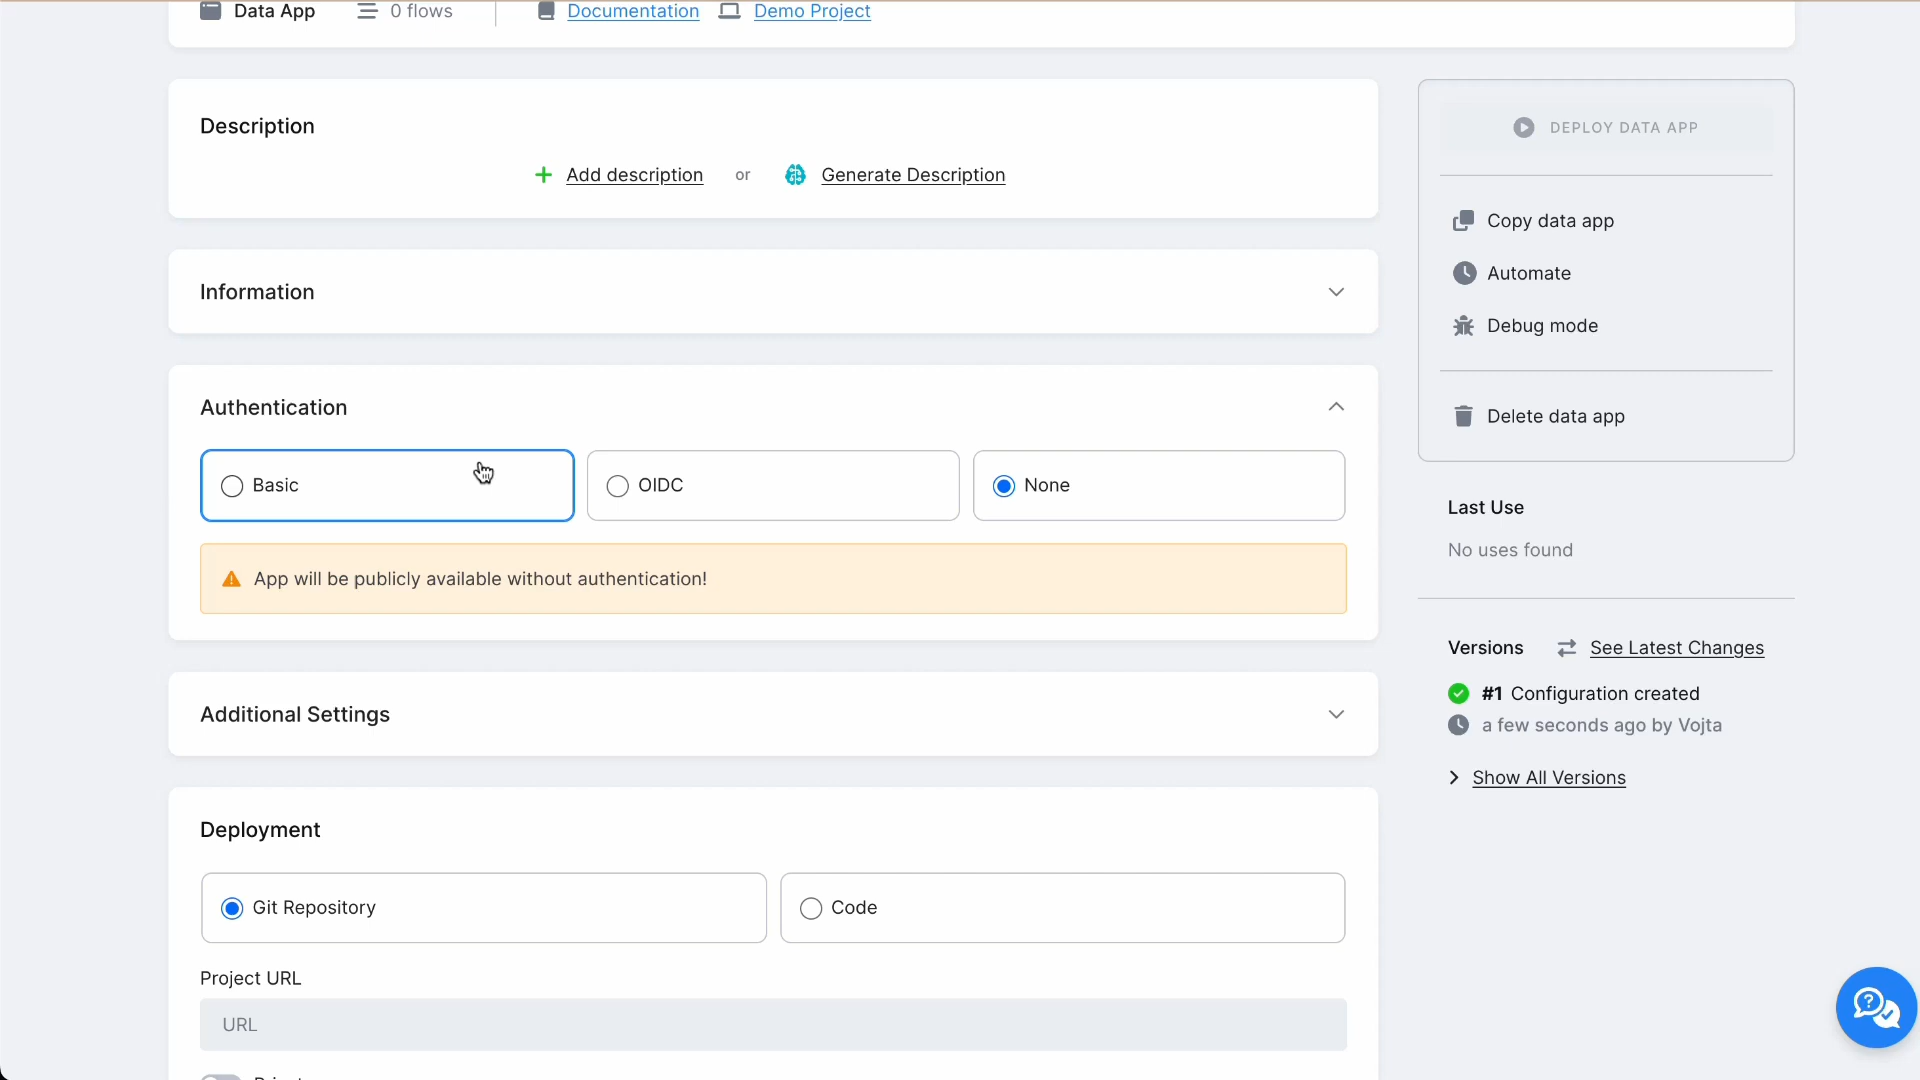 Data App 0 flows Documentation Demo Project
Description
Add description or Generate Description
Information
Authentication
Basic OIDC None
App will be publicly available without authentication!
Additional Settings
Deployment
Git Repository Code
Project URL
URL
DEPLOY DATA APP
Copy data app
Automate
Debug mode
Delete data app
Last Use
No uses found
Versions See Latest Changes
#1 Configuration created
a few seconds ago by Vojta
Show All Versions